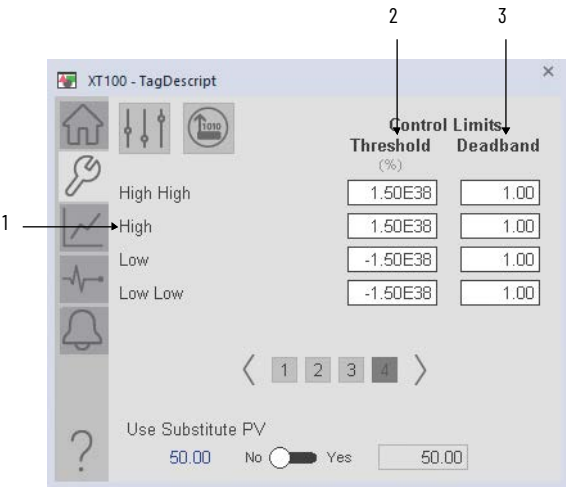 2 3
XT100 - TagDescript ×
1010
Control Limits
Threshold Deadband
(%)
High High 1.50E38 1.00
1 High 1.50E38 1.00
Low -1.50E38 1.00
Low Low -1.50E38 1.00
1 2 3 4
Use Substitute PV
50.00 No Yes 50.00
?